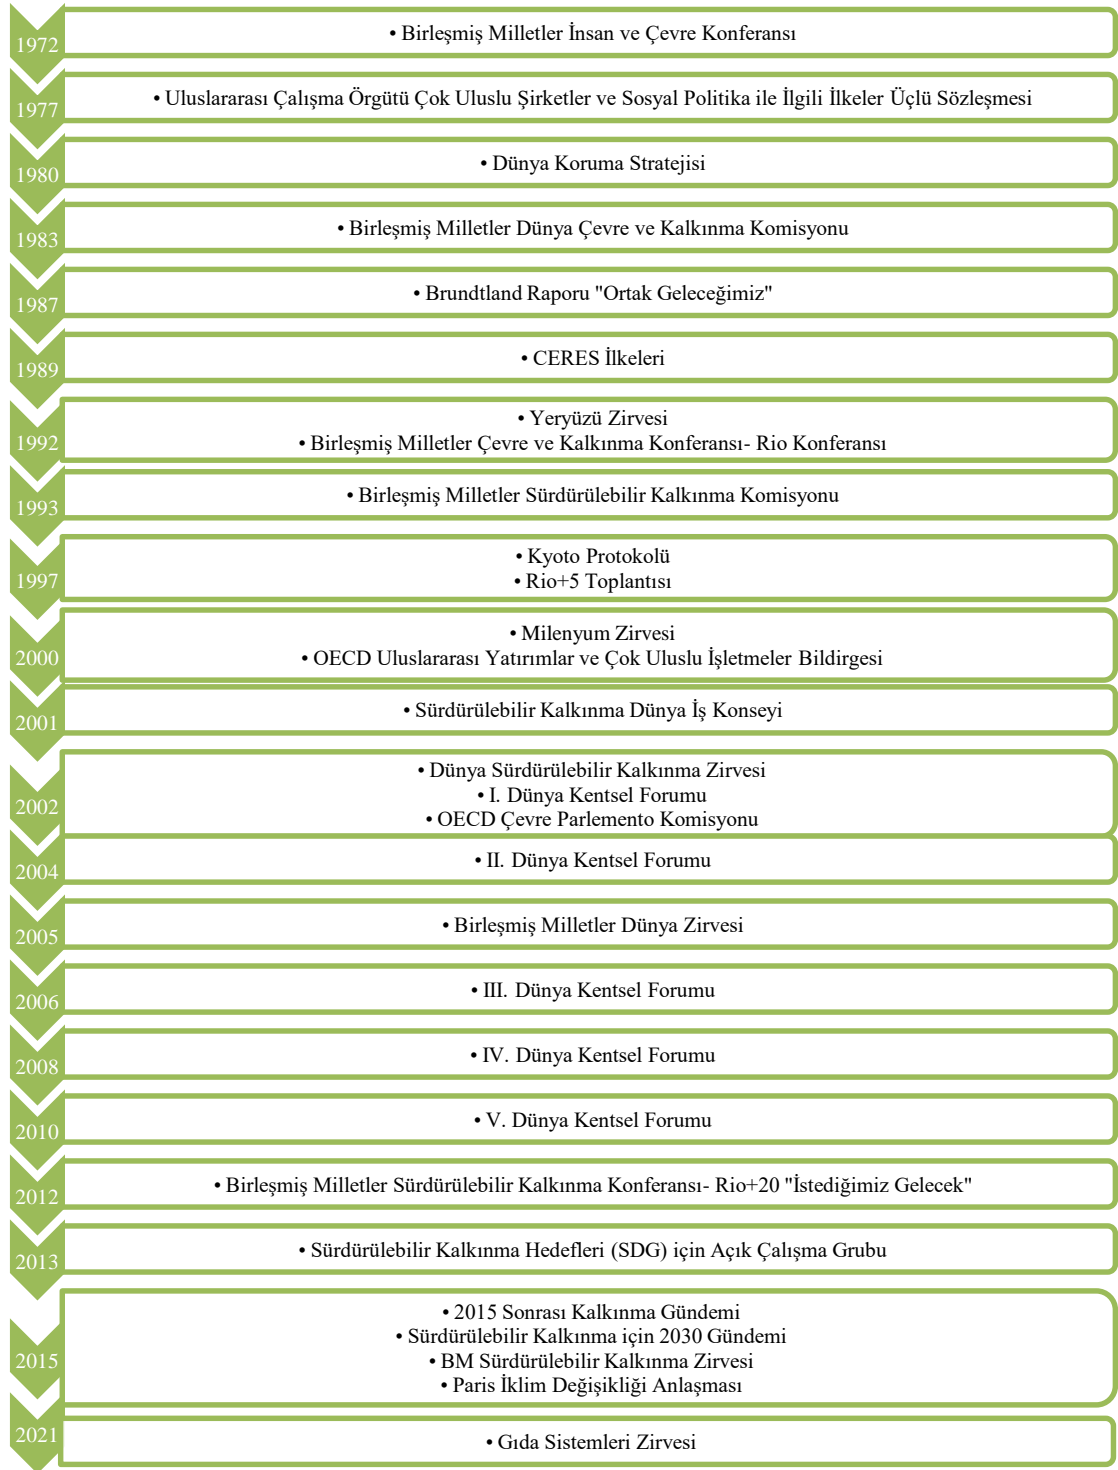 1972
• Birleşmiş Milletler İnsan ve Çevre Konferansı
1977
• Uluslararası Çalışma Örgütü Çok Uluslu Şirketler ve Sosyal Politika ile İlgili İlkeler Üçlü Sözleşmesi
1980
• Dünya Koruma Stratejisi
1983
• Birleşmiş Milletler Dünya Çevre ve Kalkınma Komisyonu
1987
• Brundtland Raporu "Ortak Geleceğimiz"
1989
• CERES İlkeleri
1992
• Yeryüzü Zirvesi
• Birleşmiş Milletler Çevre ve Kalkınma Konferansı- Rio Konferansı
1993
• Birleşmiş Milletler Sürdürülebilir Kalkınma Komisyonu
1997
• Kyoto Protokolü
• Rio+5 Toplantısı
2000
• Milenyum Zirvesi
• OECD Uluslararası Yatırımlar ve Çok Uluslu İşletmeler Bildirgesi
2001
• Sürdürülebilir Kalkınma Dünya İş Konseyi
2002
• Dünya Sürdürülebilir Kalkınma Zirvesi
• I. Dünya Kentsel Forumu
• OECD Çevre Parlemento Komisyonu
2004
• II. Dünya Kentsel Forumu
2005
• Birleşmiş Milletler Dünya Zirvesi
2006
• III. Dünya Kentsel Forumu
2008
• IV. Dünya Kentsel Forumu
2010
• V. Dünya Kentsel Forumu
2012
• Birleşmiş Milletler Sürdürülebilir Kalkınma Konferansı- Rio+20 "İstediğimiz Gelecek"
2013
• Sürdürülebilir Kalkınma Hedefleri (SDG) için Açık Çalışma Grubu
2015
• 2015 Sonrası Kalkınma Gündemi
• Sürdürülebilir Kalkınma için 2030 Gündemi
• BM Sürdürülebilir Kalkınma Zirvesi
• Paris İklim Değişikliği Anlaşması
2021
• Gıda Sistemleri Zirvesi